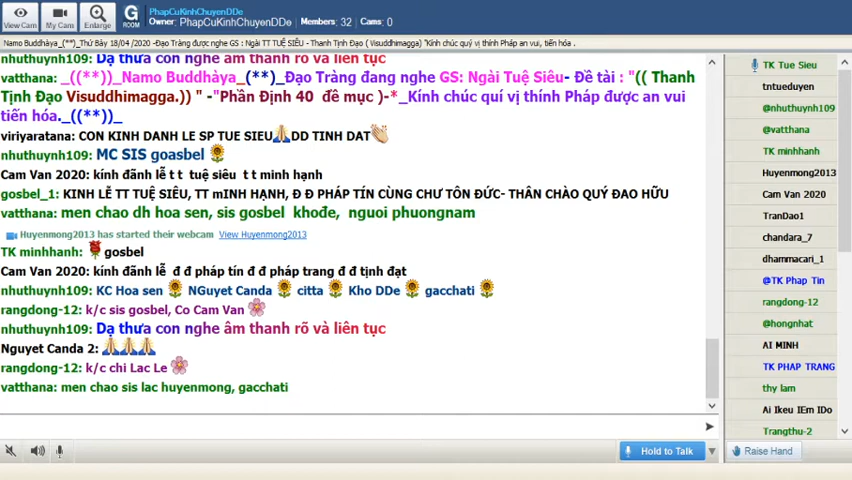 View Cam
My Cam
Enlarge
G
ROOM
PhapCuKinhChuyenDDe
Owner: PhapCuKinhChuyenDDe Members: 32 Cams: 0
Namo Buddhàya_(**)_Thứ Bảy 18/04 /2020 -Đạo Tràng được nghe GS : Ngài TT TUỆ SIÊU - Thanh Tịnh Đạo ( Visuddhimagga) "Kính chúc quý vị thính Pháp an vui, tiến hóa .
nhuthuynh109: Dạ thưa con nghe âm thanh rõ và liên tục
vatthana: _((**))_Namo Buddhàya_(**)_Đạo Tràng đang nghe GS: Ngài Tuệ Siêu- Đề tài : "(( Thanh
Tịnh Đạo Visuddhimagga.)) " -"Phần Định 40 đề mục )-*_Kính chúc quí vị thính Pháp được an vui
tiến hóa._((**))_
viriyaratana: CON KINH DANH LE SP TUE SIEU DD TINH DAT
nhuthuynh109: MC SIS goasbel
Cam Van 2020: kính đãnh lễ t t tuệ siêu t t minh hạnh
gosbel_1: KINH LỄ TT TUỆ SIÊU, TT mINH HẠNH, Đ Đ PHÁP TÍN CÙNG CHƯ TÔN ĐỨC- THÂN CHÀO QUÝ ĐAO HỮU
vatthana: men chao dh hoa sen, sis gosbel khođe, nguoi phuongnam
Huyenmong2013 has started their webcam View Huyenmong2013
TK minhhanh: gosbel
Cam Van 2020: kính đãnh lễ đ đ pháp tín đ đ pháp trang đ đ tịnh đạt
nhuthuynh109: KC Hoa sen NGuyet Canda citta Kho DDe gacchati
rangdong-12: k/c sis gosbel, Co Cam Van
nhuthuynh109: Dạ thưa con nghe âm thanh rõ và liên tục
Nguyet Canda 2:
rangdong-12: k/c chi Lac Le
vatthana: men chao sis lac huyenmong, gacchati
TK Tue Sieu
tntueduyen
@nhuthuynh109
@vatthana
TK minhhanh
Huyenmong2013
Cam Van 2020
TranDao1
chandara_7
dhammacari_1
@TK Phap Tin
rangdong-12
@hongnhat
AI MINH
TK PHAP TRANG
thy lam
Ai Ikeu IEm IDo
Trangthu-2
Hold to Talk
Raise Hand